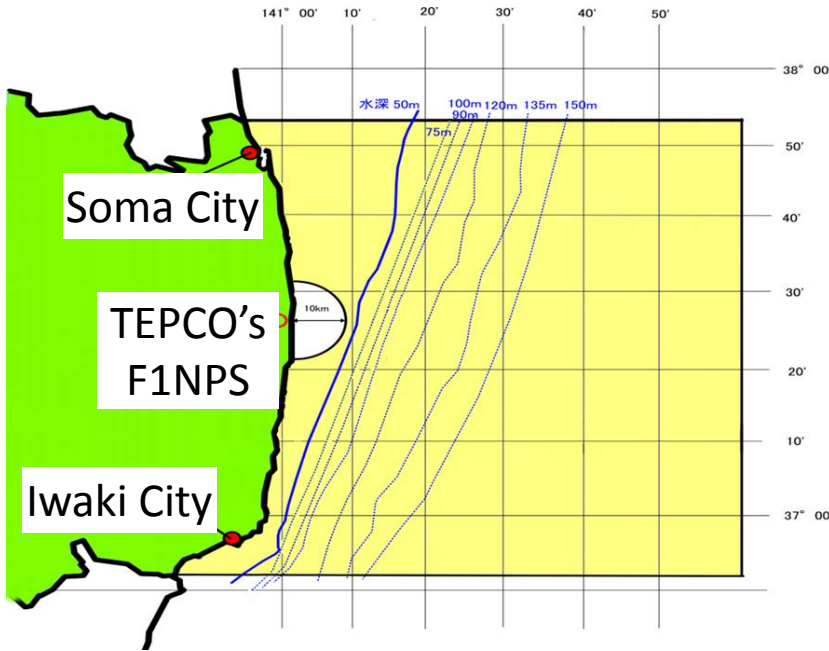 141° 00′ 10′ 20′ 30′ 40′ 50′
38° 00
水深 50m 100m 120m 135m 150m
90m
75m
50′
Soma City
40′
30′
10km
TEPCO’s
F1NPS
20′
10′
Iwaki City
37° 00